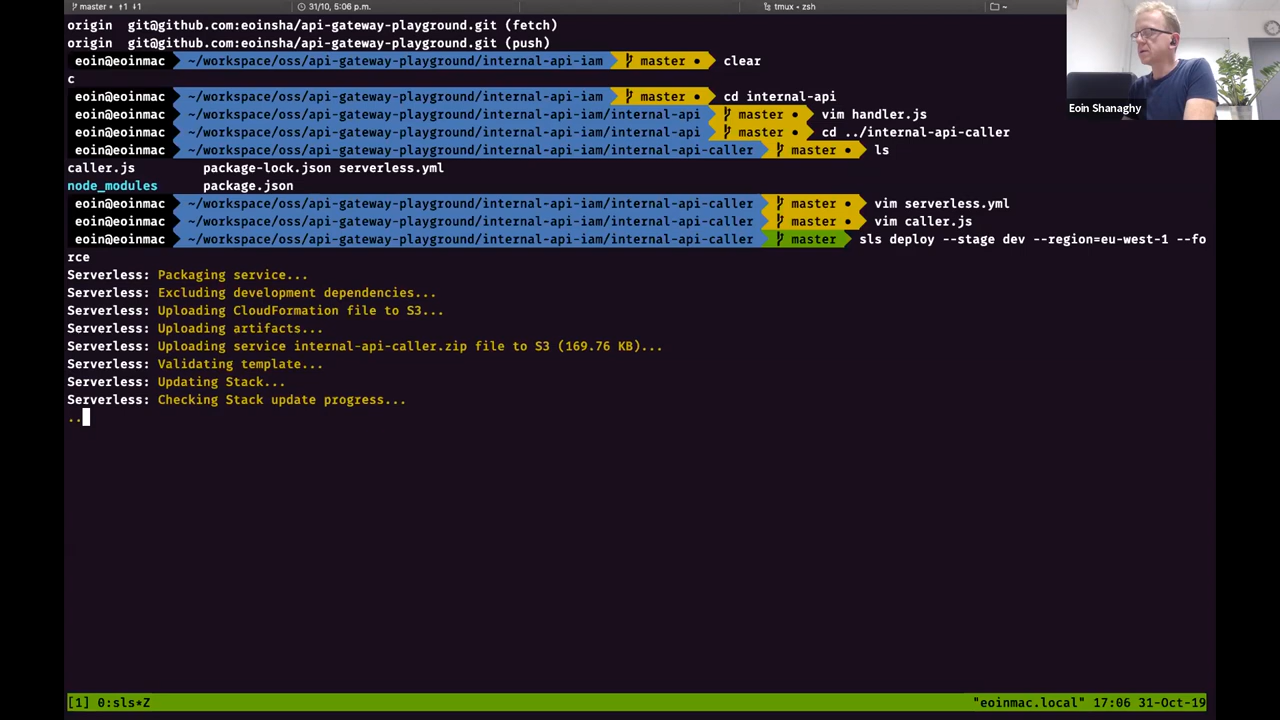 master • ↑1 ↓1
31/10, 5:06 p.m.
tmux • zsh
~
origin  git@github.com:eoinsha/api-gateway-playground.git (fetch)
origin  git@github.com:eoinsha/api-gateway-playground.git (push)
eoin@eoinmac ~/workspace/oss/api-gateway-playground/internal-api-iam master • clear
c
eoin@eoinmac ~/workspace/oss/api-gateway-playground/internal-api-iam master • cd internal-api
eoin@eoinmac ~/workspace/oss/api-gateway-playground/internal-api-iam/internal-api master • vim handler.js
eoin@eoinmac ~/workspace/oss/api-gateway-playground/internal-api-iam/internal-api master • cd ../internal-api-caller
eoin@eoinmac ~/workspace/oss/api-gateway-playground/internal-api-iam/internal-api-caller master • ls
caller.js package-lock.json serverless.yml
node_modules package.json
eoin@eoinmac ~/workspace/oss/api-gateway-playground/internal-api-iam/internal-api-caller master • vim serverless.yml
eoin@eoinmac ~/workspace/oss/api-gateway-playground/internal-api-iam/internal-api-caller master • vim caller.js
eoin@eoinmac ~/workspace/oss/api-gateway-playground/internal-api-iam/internal-api-caller master sls deploy --stage dev --region=eu-west-1 --fo
rce
Serverless: Packaging service...
Serverless: Excluding development dependencies...
Serverless: Uploading CloudFormation file to S3...
Serverless: Uploading artifacts...
Serverless: Uploading service internal-api-caller.zip file to S3 (169.76 KB)...
Serverless: Validating template...
Serverless: Updating Stack...
Serverless: Checking Stack update progress...
..
Eoin Shanaghy
[1] 0:sls*Z
"eoinmac.local" 17:06 31-Oct-19